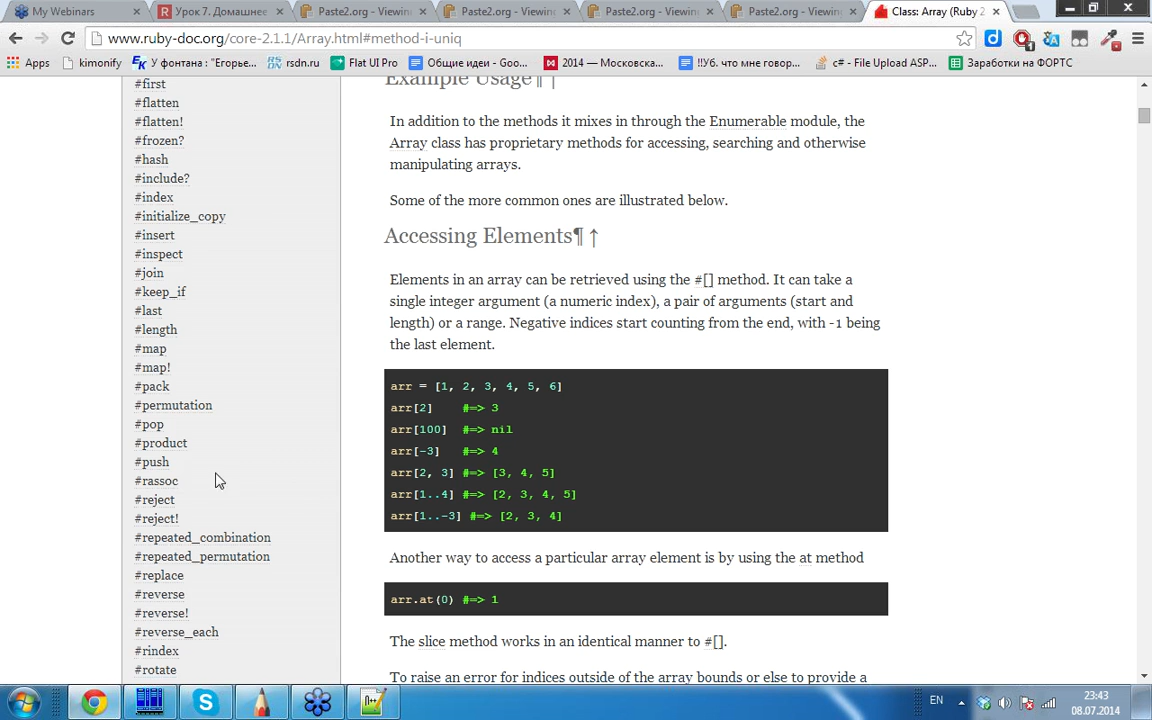 My Webinars
Урок 7. Домашнее
Paste2.org - Viewin
Paste2.org - Viewin
Paste2.org - Viewin
Paste2.org - Viewin
Class: Array (Ruby 2
www.ruby-doc.org/core-2.1.1/Array.html#method-i-uniq
Apps
kimonify
У фонтана : "Егорье...
rsdn.ru
Flat UI Pro
Общие идеи - Goo...
2014 — Московска...
!!Уб. что мне говор...
c# - File Upload ASP...
Заработки на ФОРТС
#first
#flatten
#flatten!
#frozen?
#hash
#include?
#index
#initialize_copy
#insert
#inspect
#join
#keep_if
#last
#length
#map
#map!
#pack
#permutation
#pop
#product
#push
#rassoc
#reject
#reject!
#repeated_combination
#repeated_permutation
#replace
#reverse
#reverse!
#reverse_each
#rindex
#rotate
Example Usage¶ ↑
In addition to the methods it mixes in through the Enumerable module, the
Array class has proprietary methods for accessing, searching and otherwise
manipulating arrays.
Some of the more common ones are illustrated below.
Accessing Elements¶ ↑
Elements in an array can be retrieved using the #[] method. It can take a
single integer argument (a numeric index), a pair of arguments (start and
length) or a range. Negative indices start counting from the end, with -1 being
the last element.
arr = [1, 2, 3, 4, 5, 6]
arr[2] #=> 3
arr[100] #=> nil
arr[-3] #=> 4
arr[2, 3] #=> [3, 4, 5]
arr[1..4] #=> [2, 3, 4, 5]
arr[1..-3] #=> [2, 3, 4]
Another way to access a particular array element is by using the at method
arr.at(0) #=> 1
The slice method works in an identical manner to #[].
To raise an error for indices outside of the array bounds or else to provide a
EN
23:43
08.07.2014